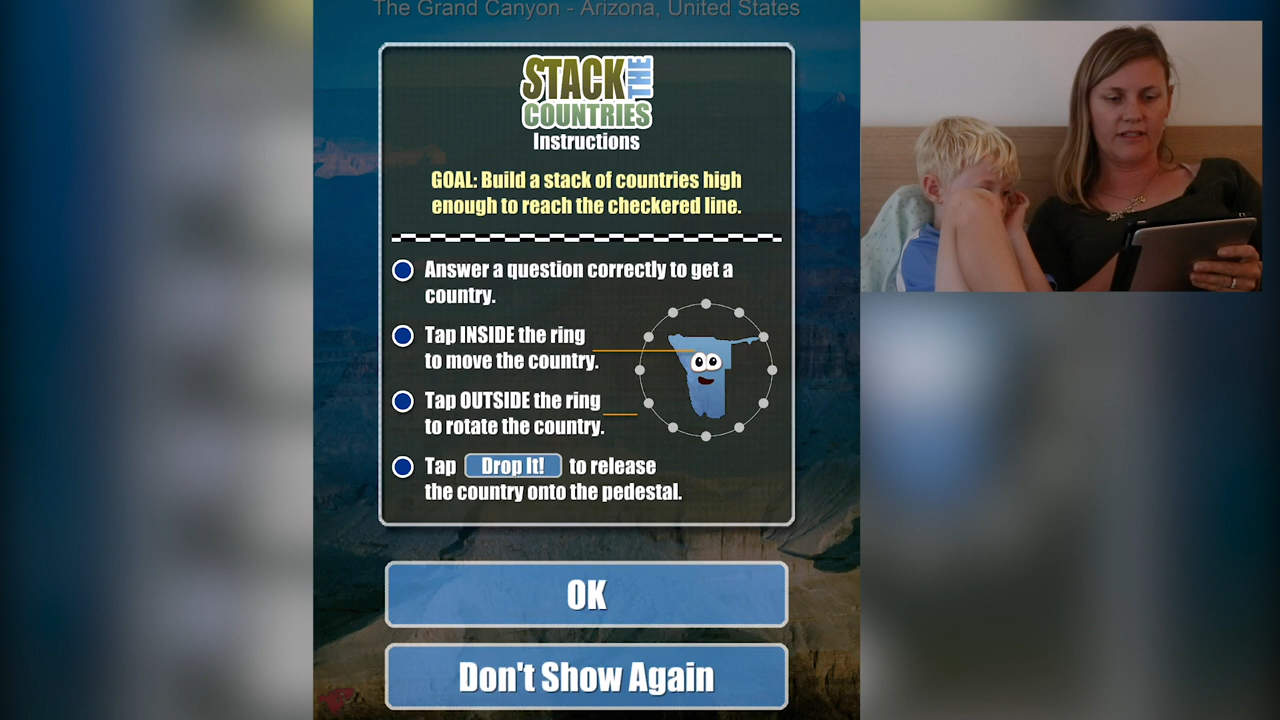 The Grand Canyon - Arizona, United States
STACK THE
COUNTRIES
Instructions
GOAL: Build a stack of countries high
enough to reach the checkered line.
Answer a question correctly to get a
country.
Tap INSIDE the ring
to move the country.
Tap OUTSIDE the ring
to rotate the country.
Tap Drop It! to release
the country onto the pedestal.
OK
Don't Show Again